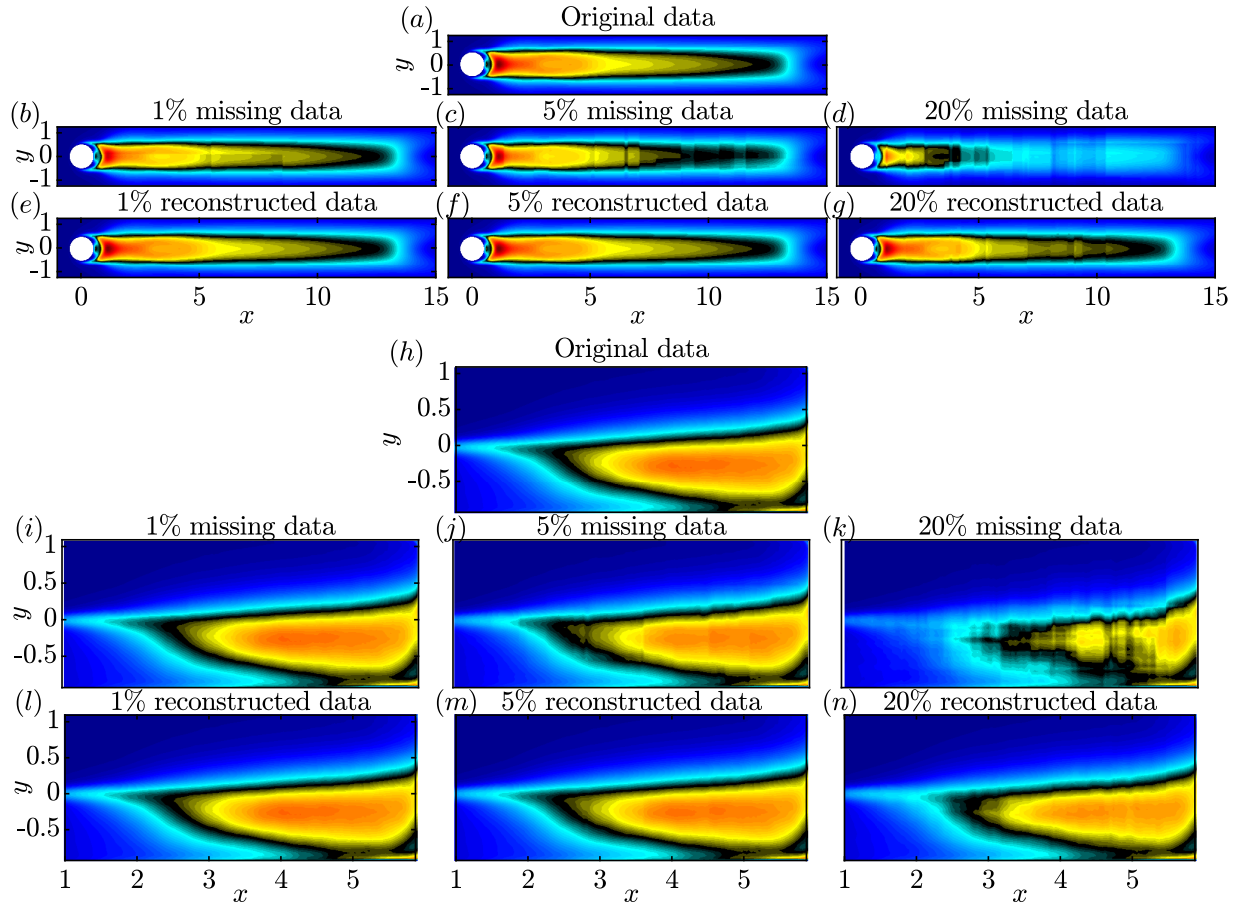 (a) Original data
y 1 0 -1
(b) 1% missing data (c) 5% missing data (d) 20% missing data
y 1 0 -1
(e) 1% reconstructed data (f) 5% reconstructed data (g) 20% reconstructed data
y 1 0 -1
0 5 10 15 0 5 10 15 0 5 10 15
x x x
(h) Original data
y 1 0.5 0 -0.5
(i) 1% missing data (j) 5% missing data (k) 20% missing data
y 1 0.5 0 -0.5
(l) 1% reconstructed data (m) 5% reconstructed data (n) 20% reconstructed data
y 1 0.5 0 -0.5
1 2 3 4 5 1 2 3 4 5 1 2 3 4 5
x x x